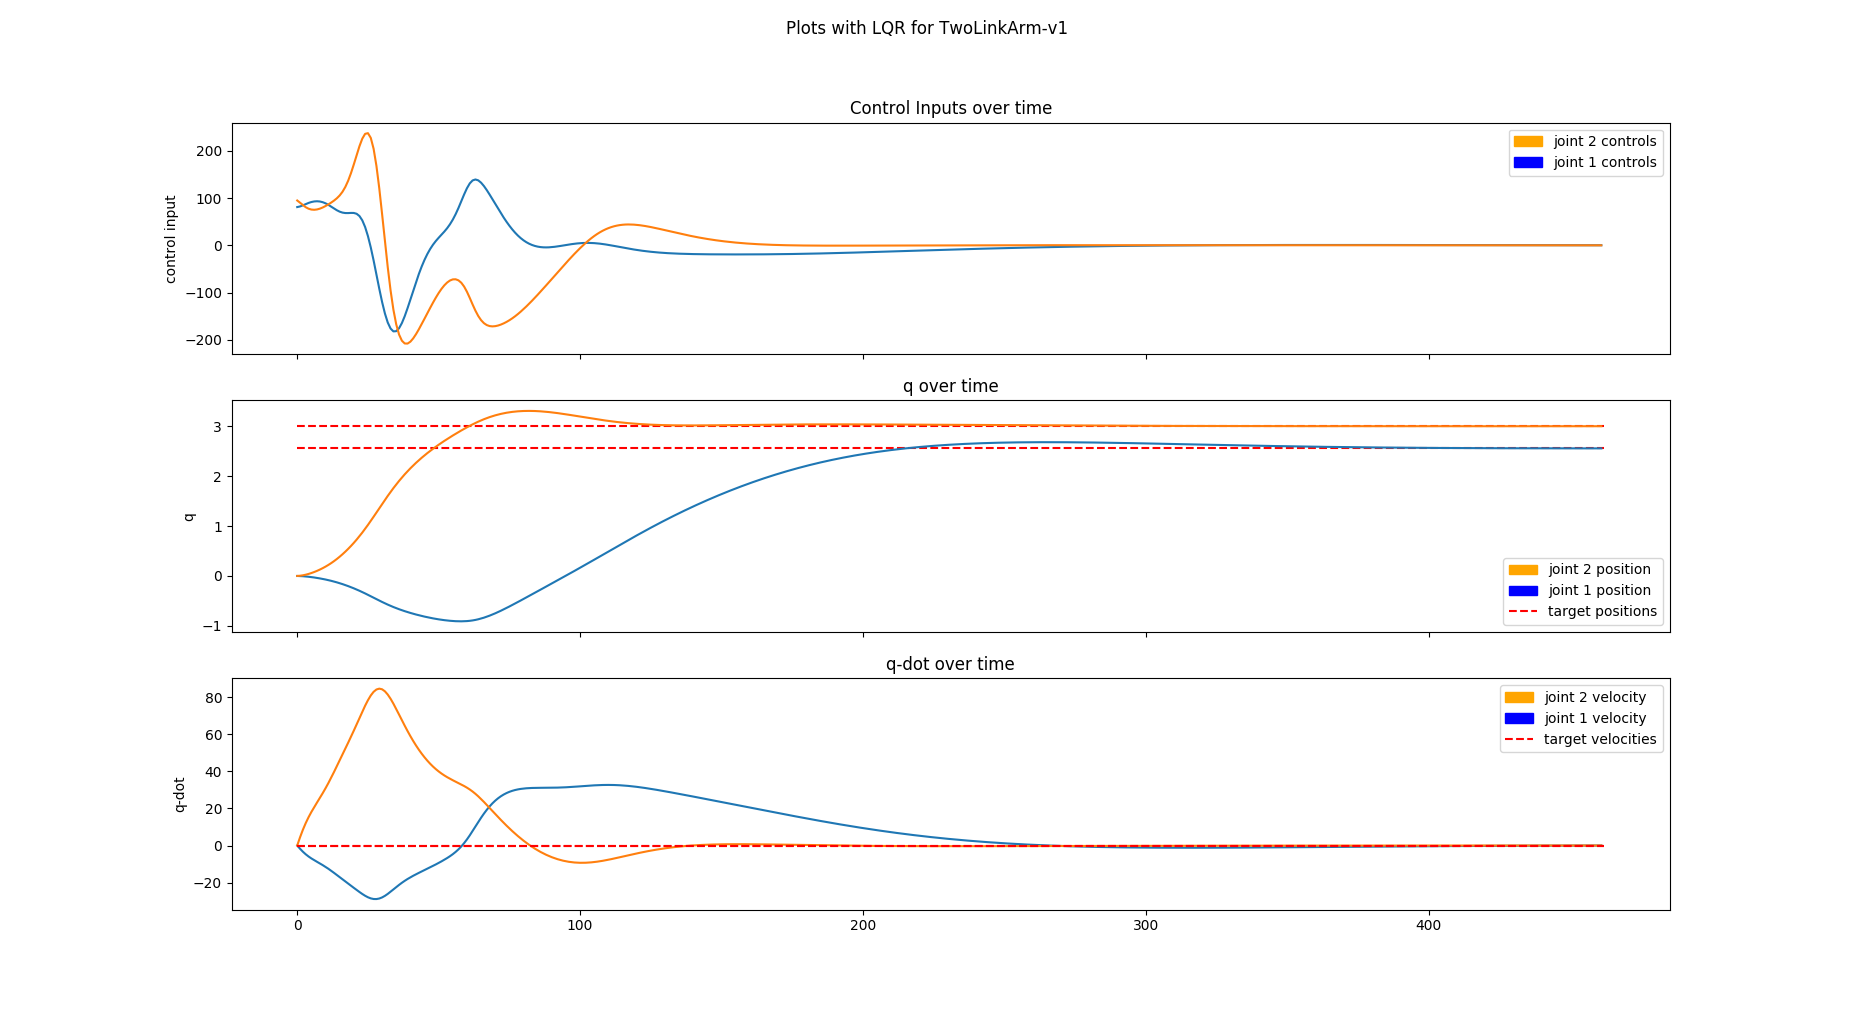 Plots with LQR for TwoLinkArm-v1
Control Inputs over time
control input
200
100
0
−100
−200
joint 2 controls
joint 1 controls
q over time
q
3
2
1
0
−1
joint 2 position
joint 1 position
target positions
q-dot over time
q-dot
80
60
40
20
0
−20
joint 2 velocity
joint 1 velocity
target velocities
0 100 200 300 400